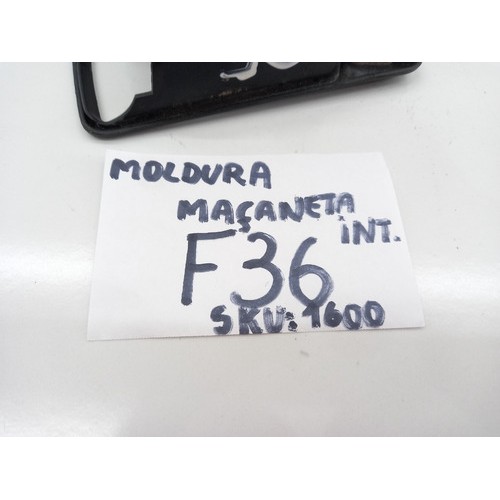 MOLDURA
MAÇANETA
INT.
F36
SKU: 1600